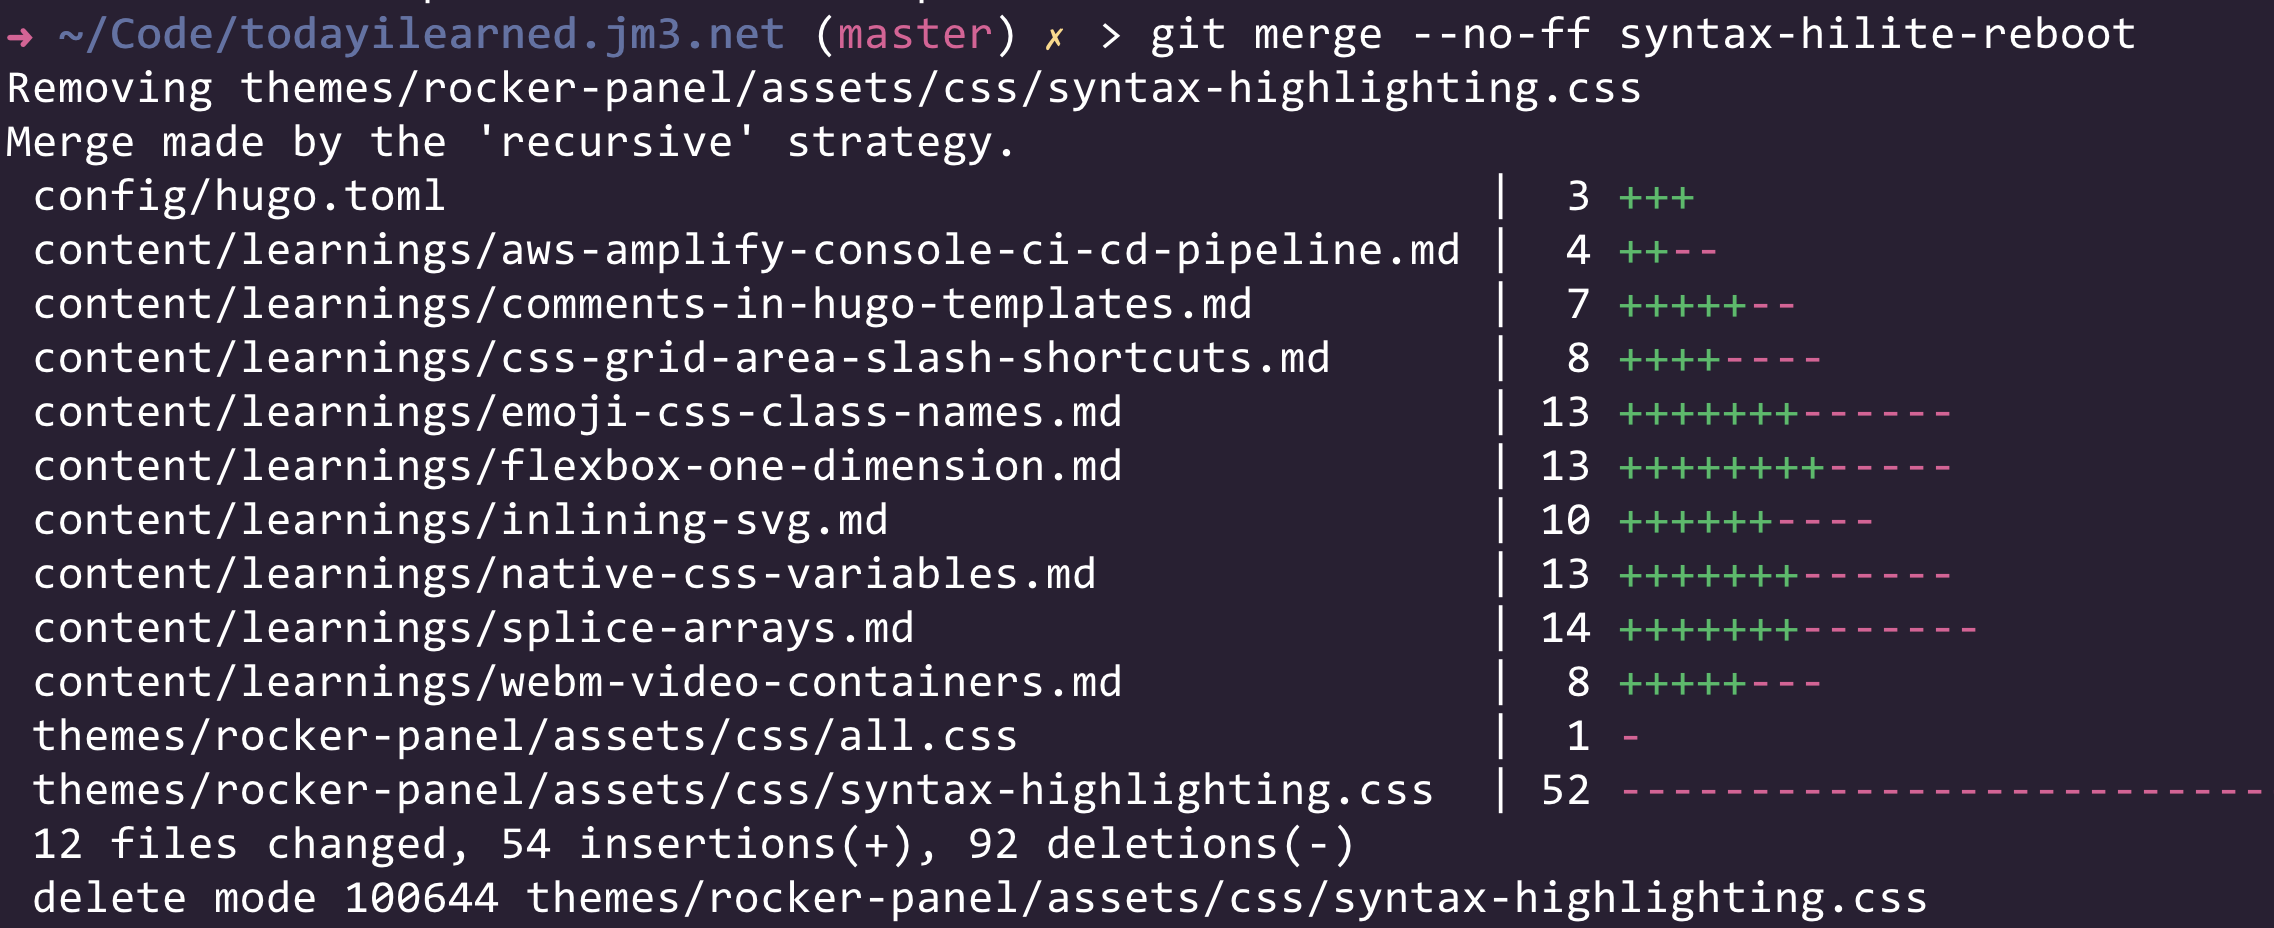 ➜ ~/Code/todayilearned.jm3.net (master) ✗ > git merge --no-ff syntax-hilite-reboot
Removing themes/rocker-panel/assets/css/syntax-highlighting.css
Merge made by the 'recursive' strategy.
 config/hugo.toml                                        |  3 +++
 content/learnings/aws-amplify-console-ci-cd-pipeline.md |  4 ++--
 content/learnings/comments-in-hugo-templates.md         |  7 +++++--
 content/learnings/css-grid-area-slash-shortcuts.md      |  8 ++++----
 content/learnings/emoji-css-class-names.md              | 13 +++++++------
 content/learnings/flexbox-one-dimension.md              | 13 ++++++++-----
 content/learnings/inlining-svg.md                       | 10 ++++++----
 content/learnings/native-css-variables.md               | 13 +++++++------
 content/learnings/splice-arrays.md                      | 14 +++++++-------
 content/learnings/webm-video-containers.md              |  8 +++++---
 themes/rocker-panel/assets/css/all.css                  |  1 -
 themes/rocker-panel/assets/css/syntax-highlighting.css  | 52 -------------------------
 12 files changed, 54 insertions(+), 92 deletions(-)
 delete mode 100644 themes/rocker-panel/assets/css/syntax-highlighting.css